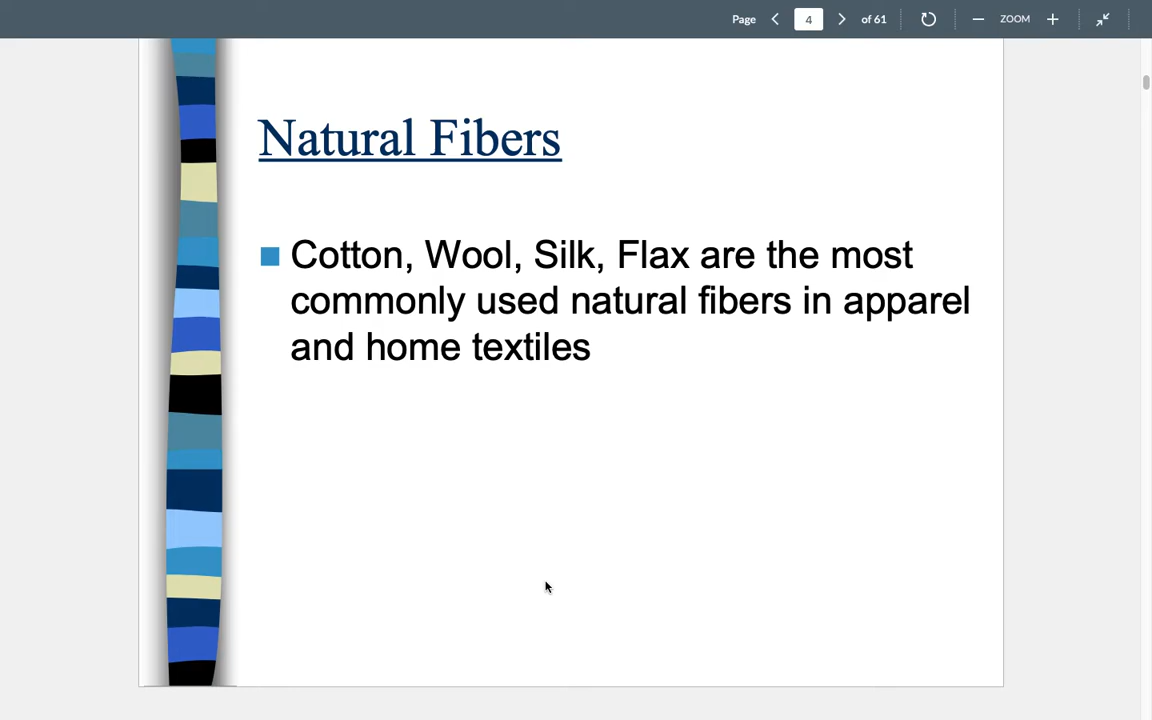 Page 4 of 61 ZOOM
Natural Fibers
Cotton, Wool, Silk, Flax are the most
commonly used natural fibers in apparel
and home textiles